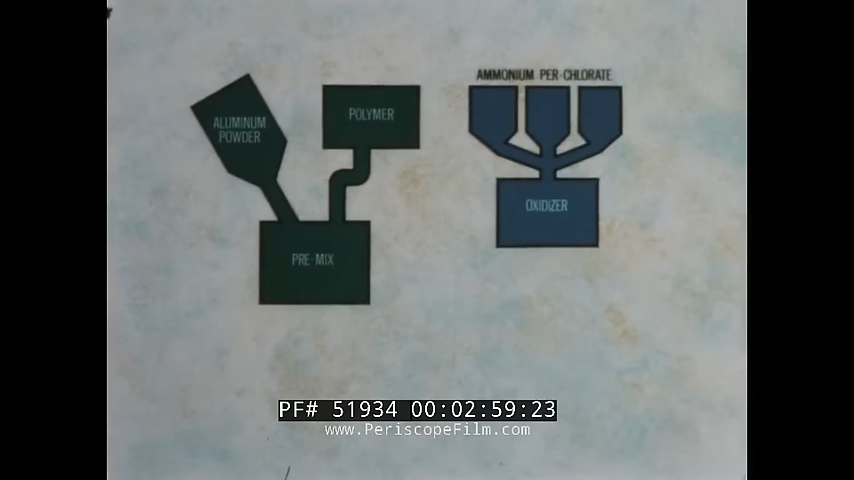 AMMONIUM PER-CHLORATE
ALUMINUM
POWDER
POLYMER
OXIDIZER
PRE-MIX
PF# 51934 00:02:59:23
www.PeriscopeFilm.com